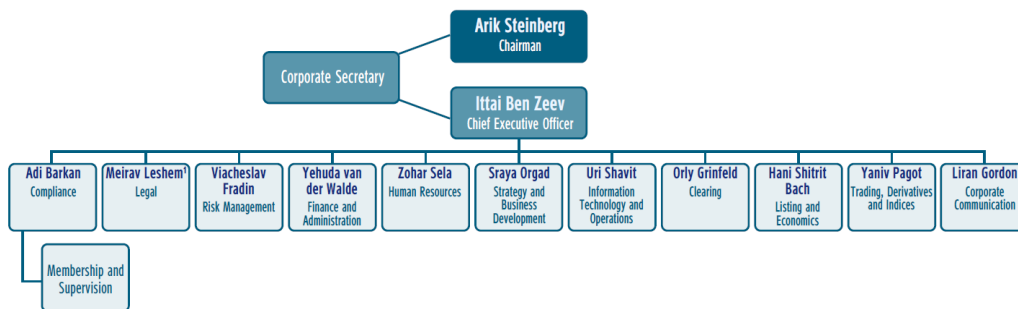 Arik Steinberg
Chairman
Corporate Secretary
Ittai Ben Zeev
Chief Executive Officer
Adi Barkan
Compliance
Meirav Leshem¹
Legal
Viacheslav
Fradin
Risk Management
Yehuda van
der Walde
Finance and
Administration
Zohar Sela
Human Resources
Sraya Orgad
Strategy and
Business
Development
Uri Shavit
Information
Technology and
Operations
Orly Grinfeld
Clearing
Hani Shitrit
Bach
Listing and
Economics
Yaniv Pagot
Trading, Derivatives
and Indices
Liran Gordon
Corporate
Communication
Membership and
Supervision